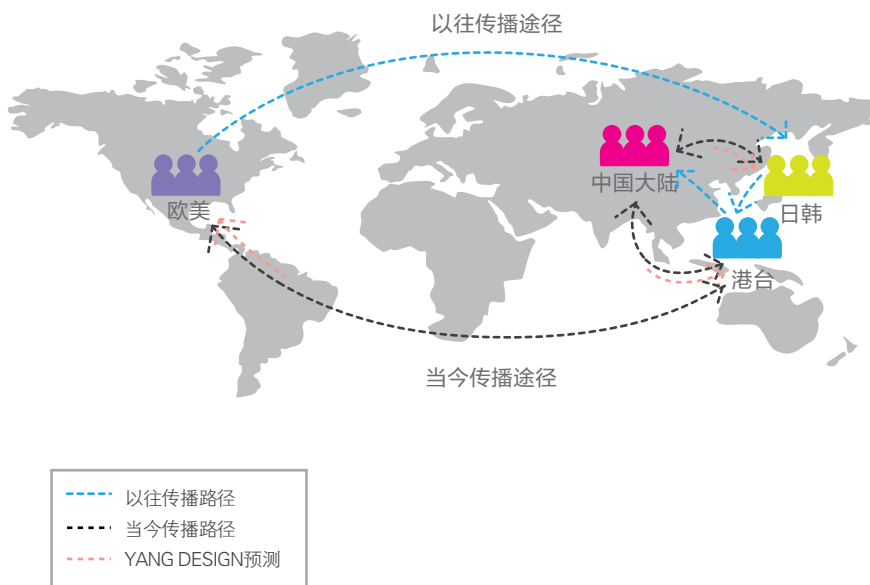 以往传播途径
中国大陆
欧美
日韩
港台
当今传播途径
以往传播路径
当今传播路径
YANG DESIGN预测